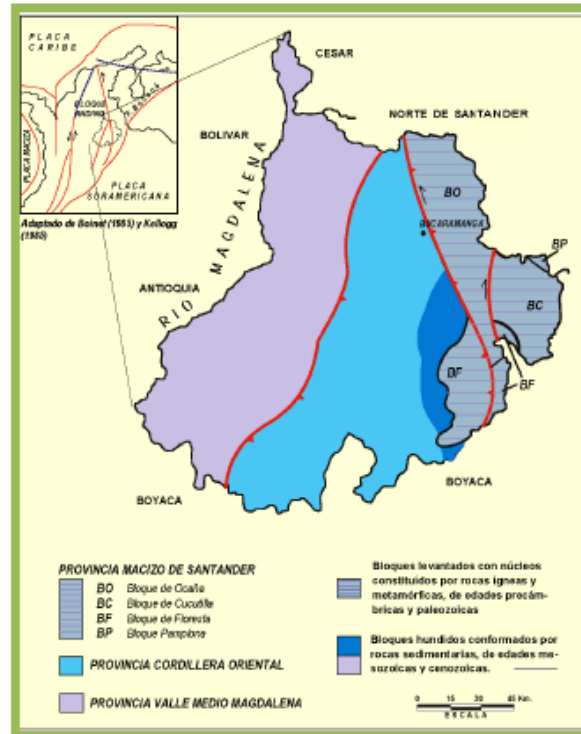 PLACA
CARIBE
BLOQUE
ANDINO
PLACA NAZCA
PLACA
SURAMERICANA
Adaptado de Boinet (1985) y Kellogg
(1985)
CESAR
NORTE DE SANTANDER
BOLIVAR
RIO MAGDALENA
ANTIOQUIA
BO
BUCARAMANGA
BP
BC
BF
BF
BOYACA
BOYACA
PROVINCIA MACIZO DE SANTANDER
BO Bloque de Ocaña
BC Bloque de Cucutilla
BF Bloque de Floresta
BP Bloque Pamplona
PROVINCIA CORDILLERA ORIENTAL
PROVINCIA VALLE MEDIO MAGDALENA
Bloques levantados con núcleos
constituidos por rocas ígneas y
metamórficas, de edades precám-
bricas y paleozoicas
Bloques hundidos conformados por
rocas sedimentarias, de edades me-
sozoicas y cenozoicas.
0 15 30 45 Km.
ESCALA